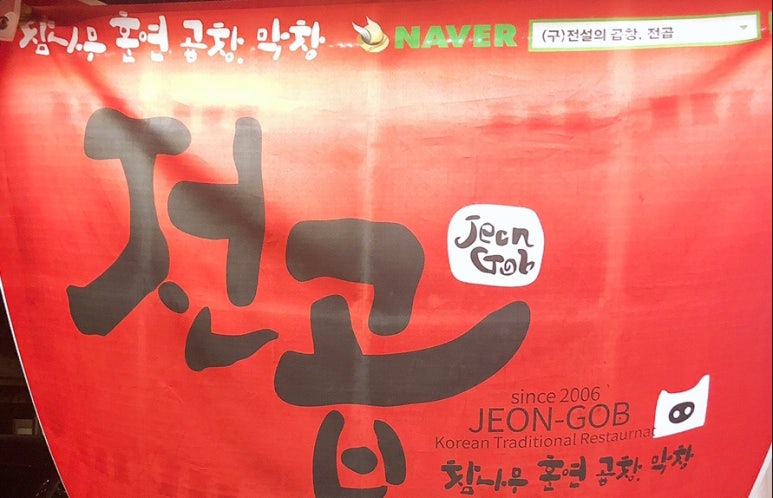 참나무 훈연 곱창, 막창
NAVER (구)전설의 곱창, 전곱
전곱
Jeon
Gob
since 2006
JEON-GOB
Korean Traditional Restaurnat
참나무 훈연 곱창, 막창